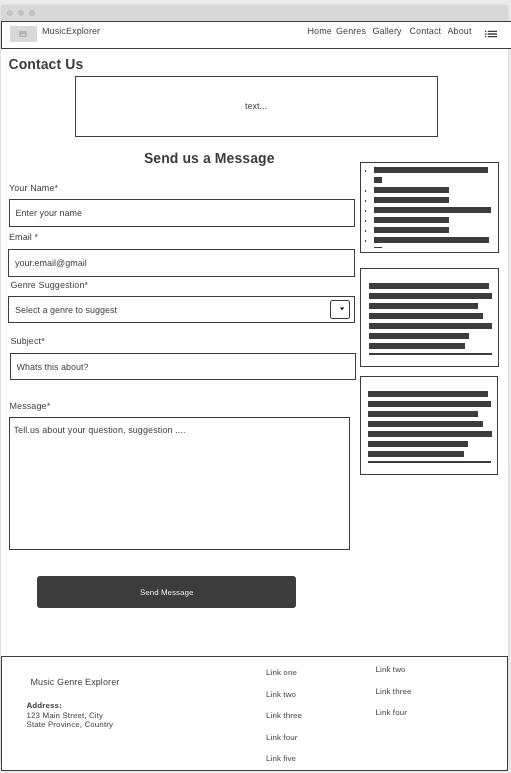 MusicExplorer
Home Genres Gallery Contact About
Contact Us
text...
Send us a Message
Your Name*
Enter your name
Email *
your.email@gmail
Genre Suggestion*
Select a genre to suggest
Subject*
Whats this about?
Message*
Tell.us about your question, suggestion ....
Send Message
Music Genre Explorer
Address:
123 Main Street, City
State Province, Country
Link one
Link two
Link three
Link four
Link five
Link two
Link three
Link four